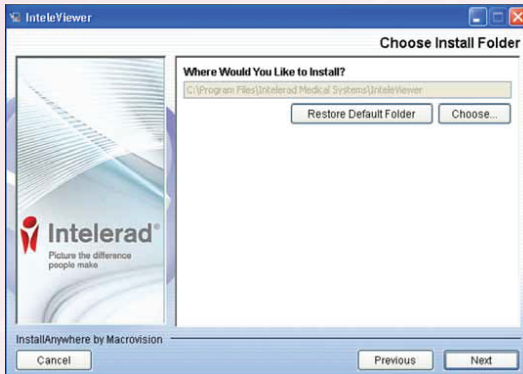 InteleViewer
Choose Install Folder
Where Would You Like to Install?
C:\Program Files\Intelerad Medical Systems\InteleViewer
Restore Default Folder
Choose...
Intelerad®
Picture the difference
people make
InstallAnywhere by Macrovision
Cancel
Previous
Next